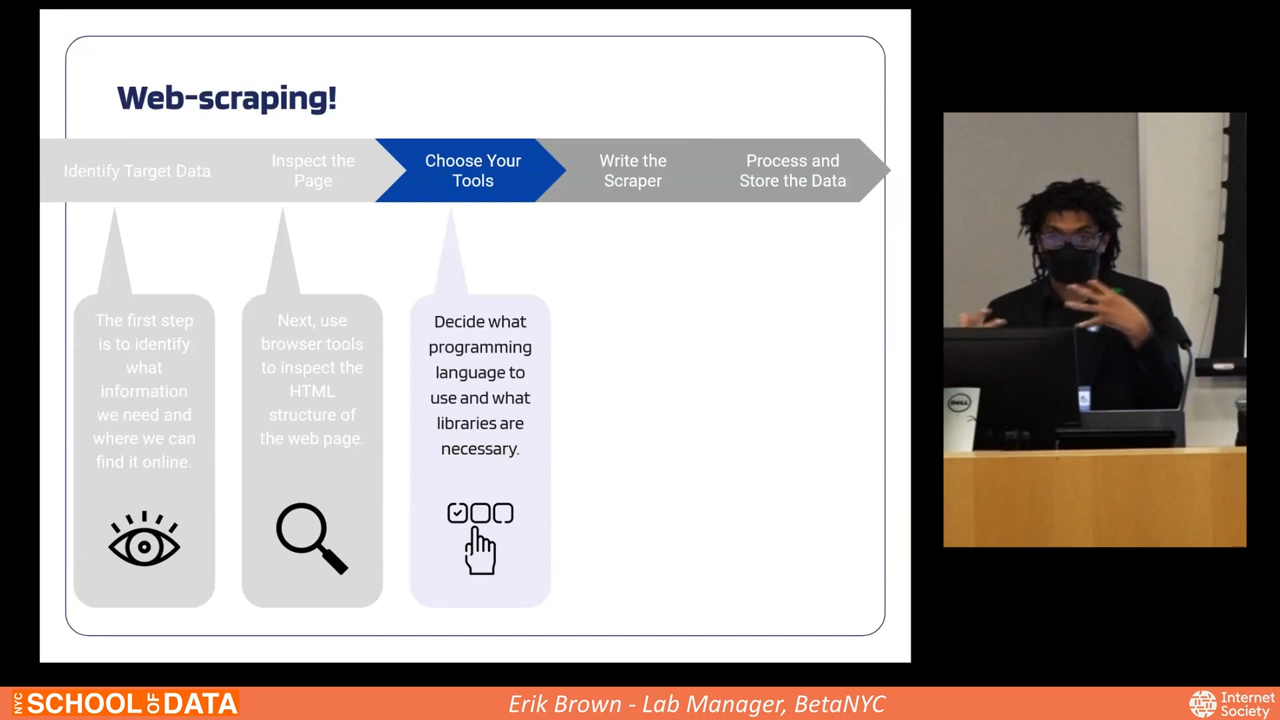 Web-scraping!
Identify Target Data
Inspect the
Page
Choose Your
Tools
Write the
Scraper
Process and
Store the Data
The first step
is to identify
what
information
we need and
where we can
find it online.
Next, use
browser tools
to inspect the
HTML
structure of
the web page.
Decide what
programming
language to
use and what
libraries are
necessary.
DELL
NYC SCHOOL OF DATA
Erik Brown - Lab Manager, BetaNYC
Internet
Society